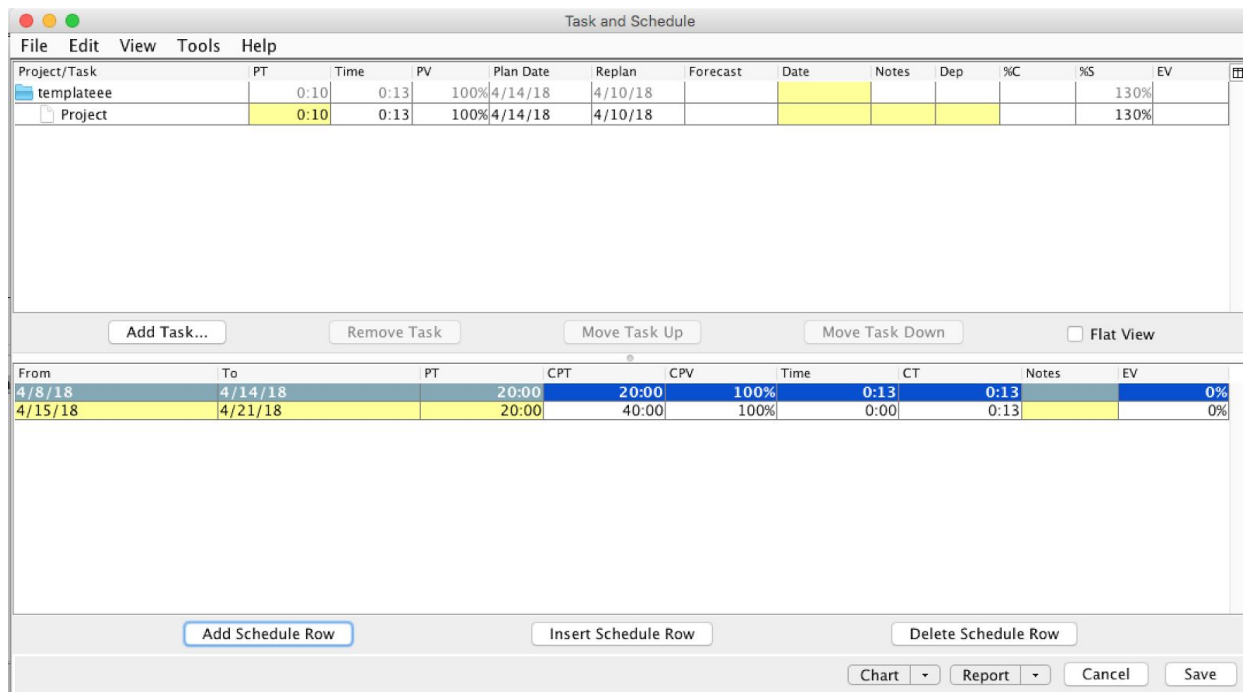 Task and Schedule
File Edit View Tools Help
Project/Task PT Time PV Plan Date Replan Forecast Date Notes Dep %C %S EV
templateee 0:10 0:13 100% 4/14/18 4/10/18 130%
Project 0:10 0:13 100% 4/14/18 4/10/18 130%
Add Task... Remove Task Move Task Up Move Task Down Flat View
From To PT CPT CPV Time CT Notes EV
4/8/18 4/14/18 20:00 20:00 100% 0:13 0:13 0%
4/15/18 4/21/18 20:00 40:00 100% 0:00 0:13 0%
Add Schedule Row Insert Schedule Row Delete Schedule Row
Chart Report Cancel Save